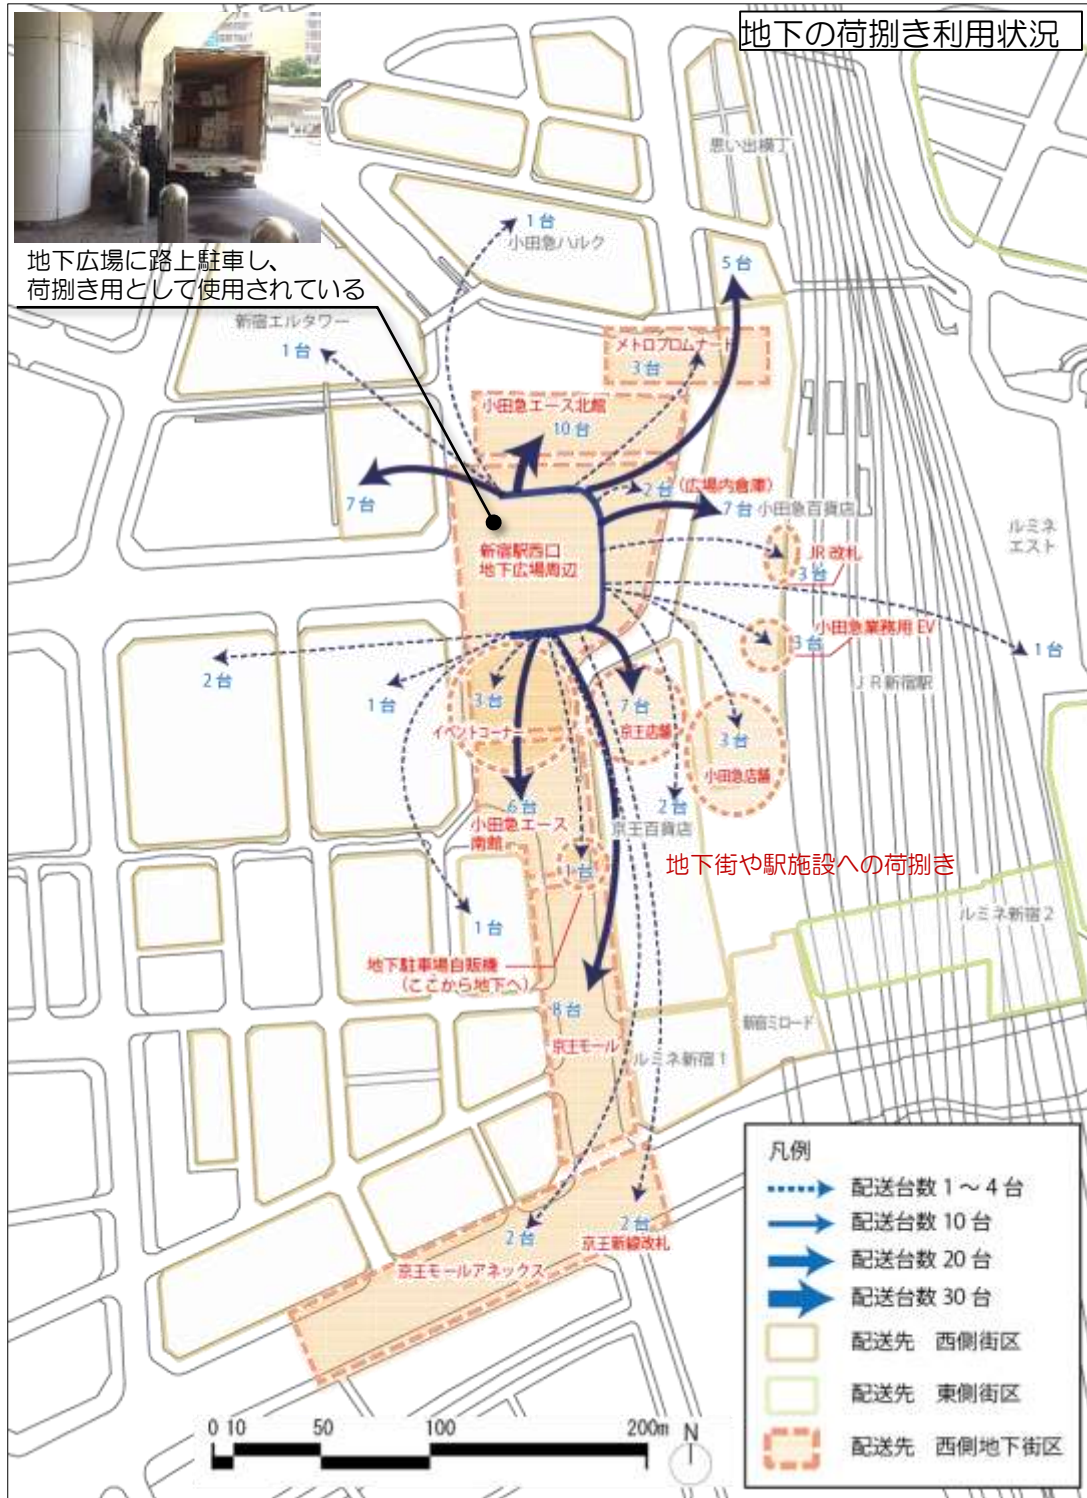 地下の荷捌き利用状況
地下広場に路上駐車し、
荷捌き用として使用されている
思い出横丁
1台
小田急ハルク
5台
新宿エルタワー
1台
メトロプロムナード
3台
小田急エース北館
10台
7台
2台
(広場内倉庫)
7台
小田急百貨店
ルミネ
エスト
新宿駅西口
地下広場周辺
JR改札
3台
小田急業務用EV
3台
1台
2台
1台
3台
イベントコーナー
7台
京王店舗
JR新宿駅
3台
小田急店舗
6台
小田急エース
南館
2台
京王百貨店
1台
地下街や駅施設への荷捌き
1台
ルミネ新宿2
地下駐車場自販機
(ここから地下へ)
8台
京王モール
新宿ミロード
ルミネ新宿1
2台
京王モールアネックス
2台
京王新線改札
凡例
配送台数 1～4台
配送台数 10台
配送台数 20台
配送台数 30台
配送先 西側街区
配送先 東側街区
配送先 西側地下街区
0 10 50 100 200m
N